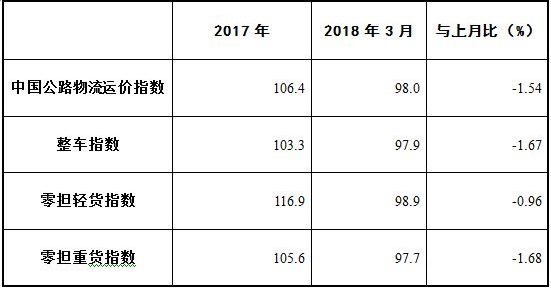 2017 年 2018 年 3 月 与上月比（%）
中国公路物流运价指数 106.4 98.0 -1.54
整车指数 103.3 97.9 -1.67
零担轻货指数 116.9 98.9 -0.96
零担重货指数 105.6 97.7 -1.68